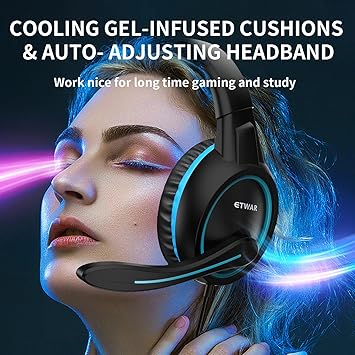 COOLING GEL-INFUSED CUSHIONS
& AUTO- ADJUSTING HEADBAND
Work nice for long time gaming and study
ETWAR